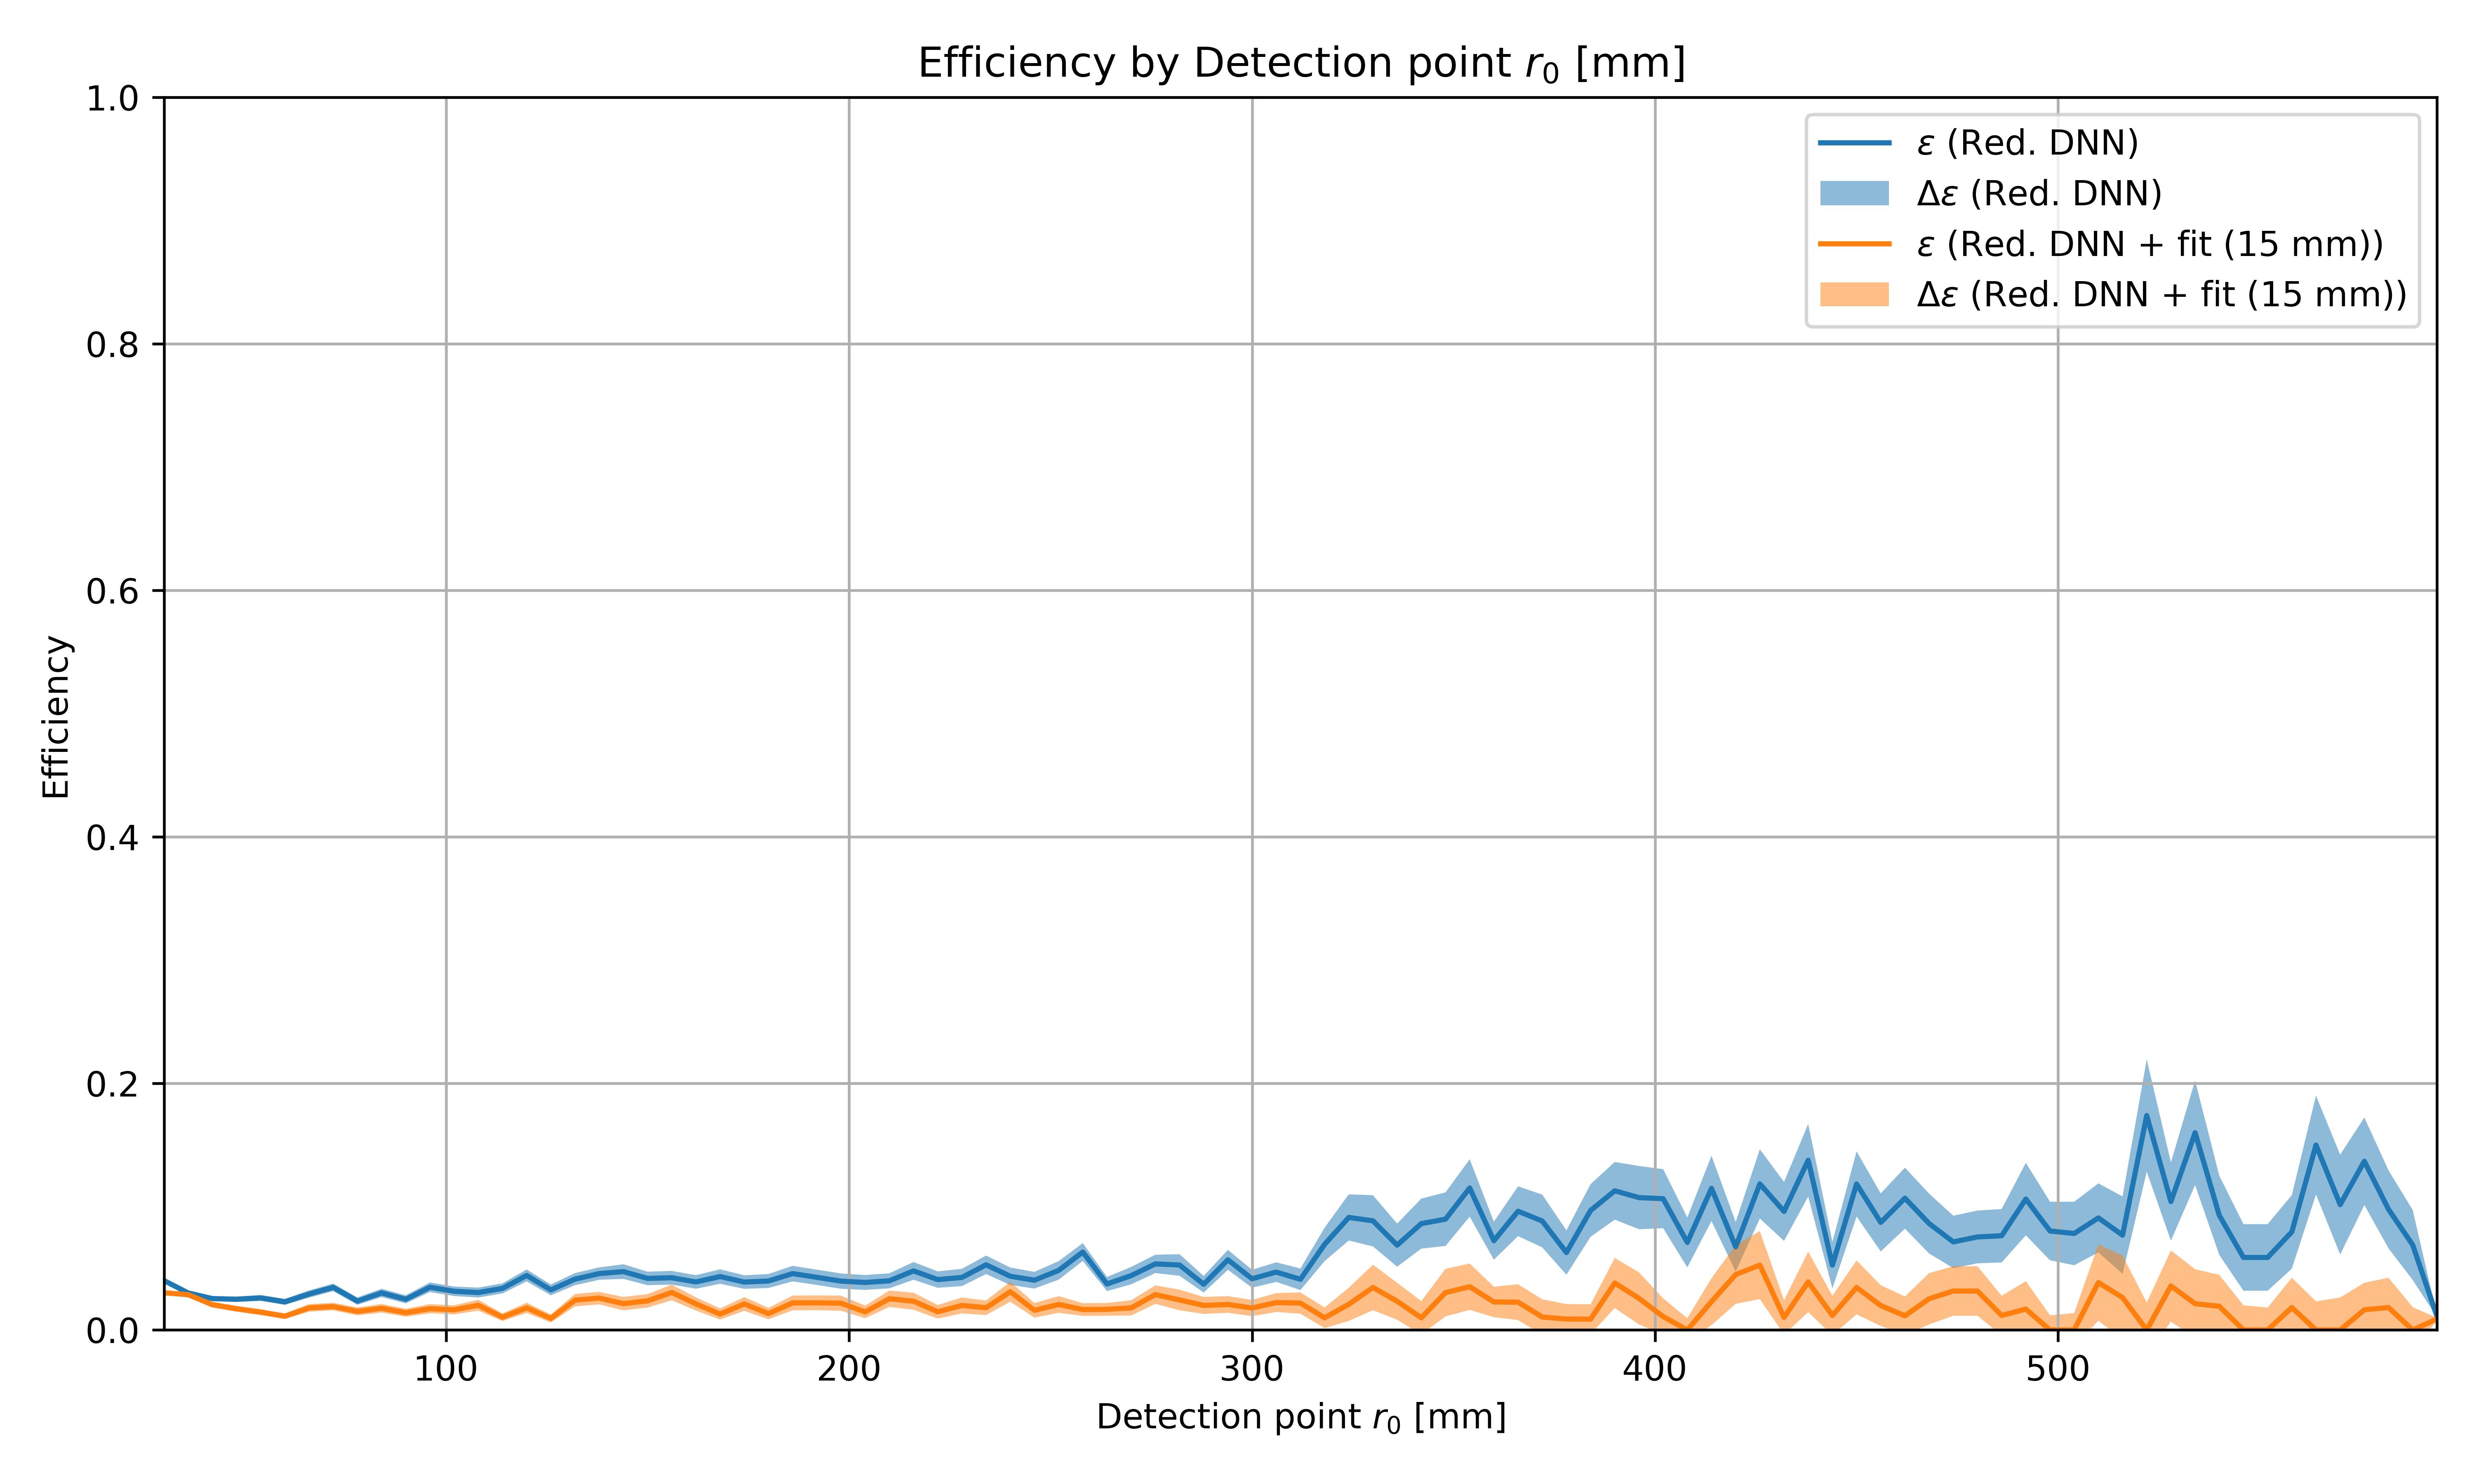 Efficiency by Detection point r₀ [mm]
1.0
0.8
0.6
0.4
0.2
0.0
Efficiency
ε (Red. DNN)
Δε (Red. DNN)
ε (Red. DNN + fit (15 mm))
Δε (Red. DNN + fit (15 mm))
100 200 300 400 500
Detection point r₀ [mm]